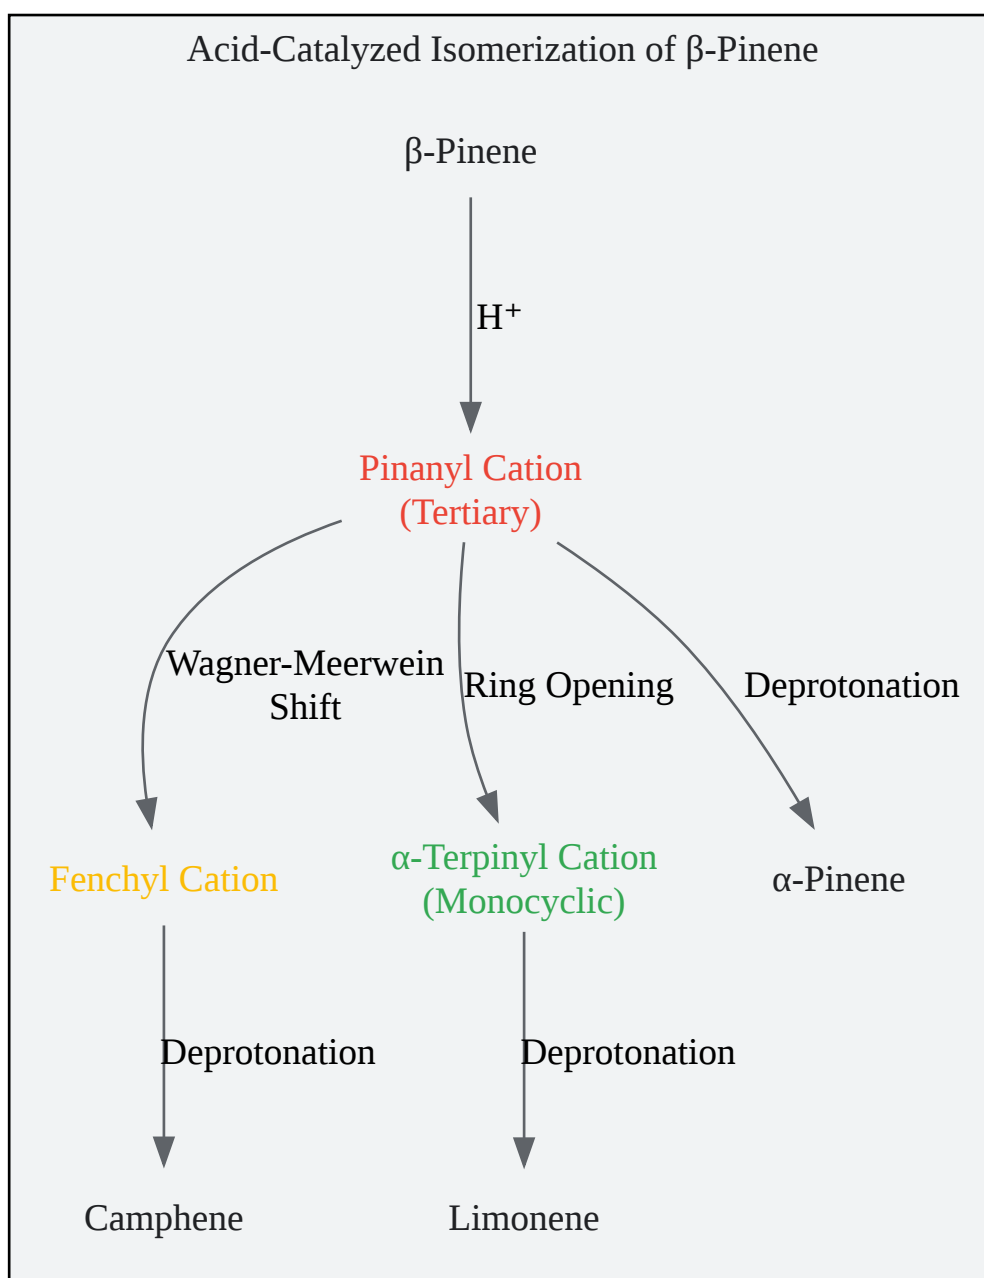 Acid-Catalyzed Isomerization of β-Pinene
β-Pinene
H⁺
Pinanyl Cation
(Tertiary)
Wagner-Meerwein
Shift
Ring Opening
Deprotonation
Fenchyl Cation
α-Terpinyl Cation
(Monocyclic)
α-Pinene
Deprotonation
Deprotonation
Camphene
Limonene